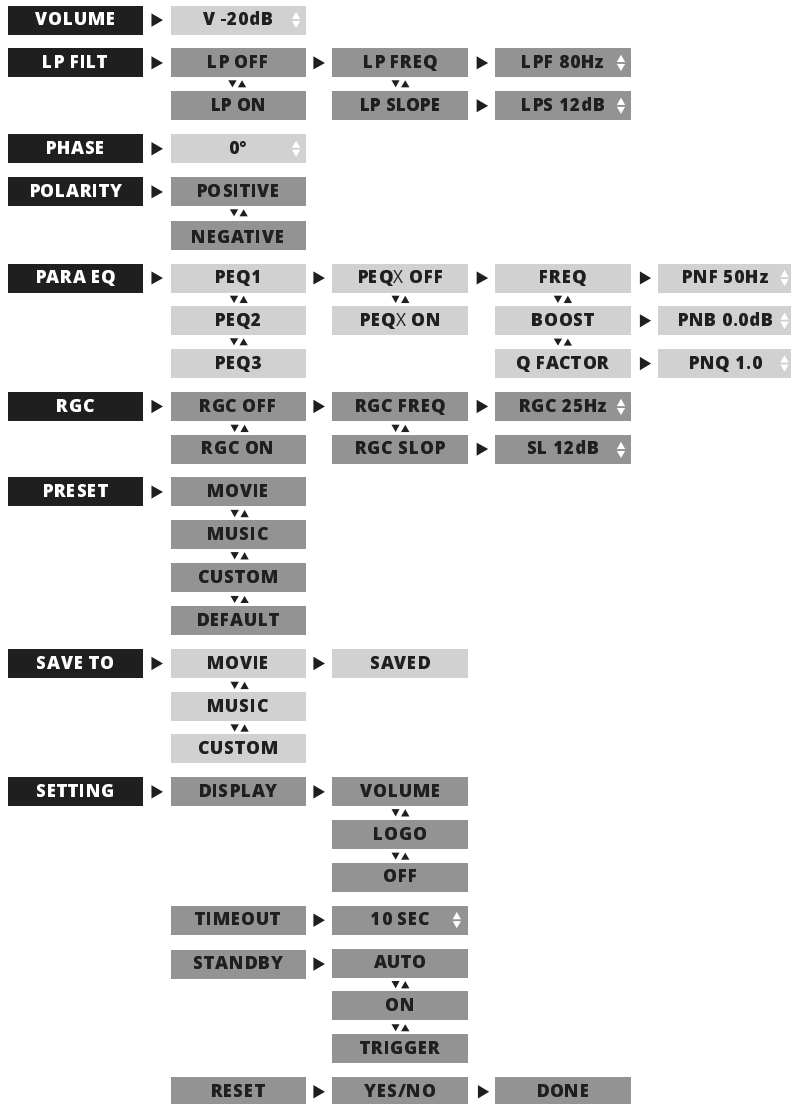 VOLUME V -20dB
LP FILT LP OFF LP FREQ LPF 80Hz
LP ON LP SLOPE LPS 12dB
PHASE 0°
POLARITY POSITIVE
NEGATIVE
PARA EQ PEQ1 PEQX OFF FREQ PNF 50Hz
PEQ2 PEQX ON BOOST PNB 0.0dB
PEQ3 Q FACTOR PNQ 1.0
RGC RGC OFF RGC FREQ RGC 25Hz
RGC ON RGC SLOP SL 12dB
PRESET MOVIE
MUSIC
CUSTOM
DEFAULT
SAVE TO MOVIE SAVED
MUSIC
CUSTOM
SETTING DISPLAY VOLUME
LOGO
OFF
TIMEOUT 10 SEC
STANDBY AUTO
ON
TRIGGER
RESET YES/NO DONE